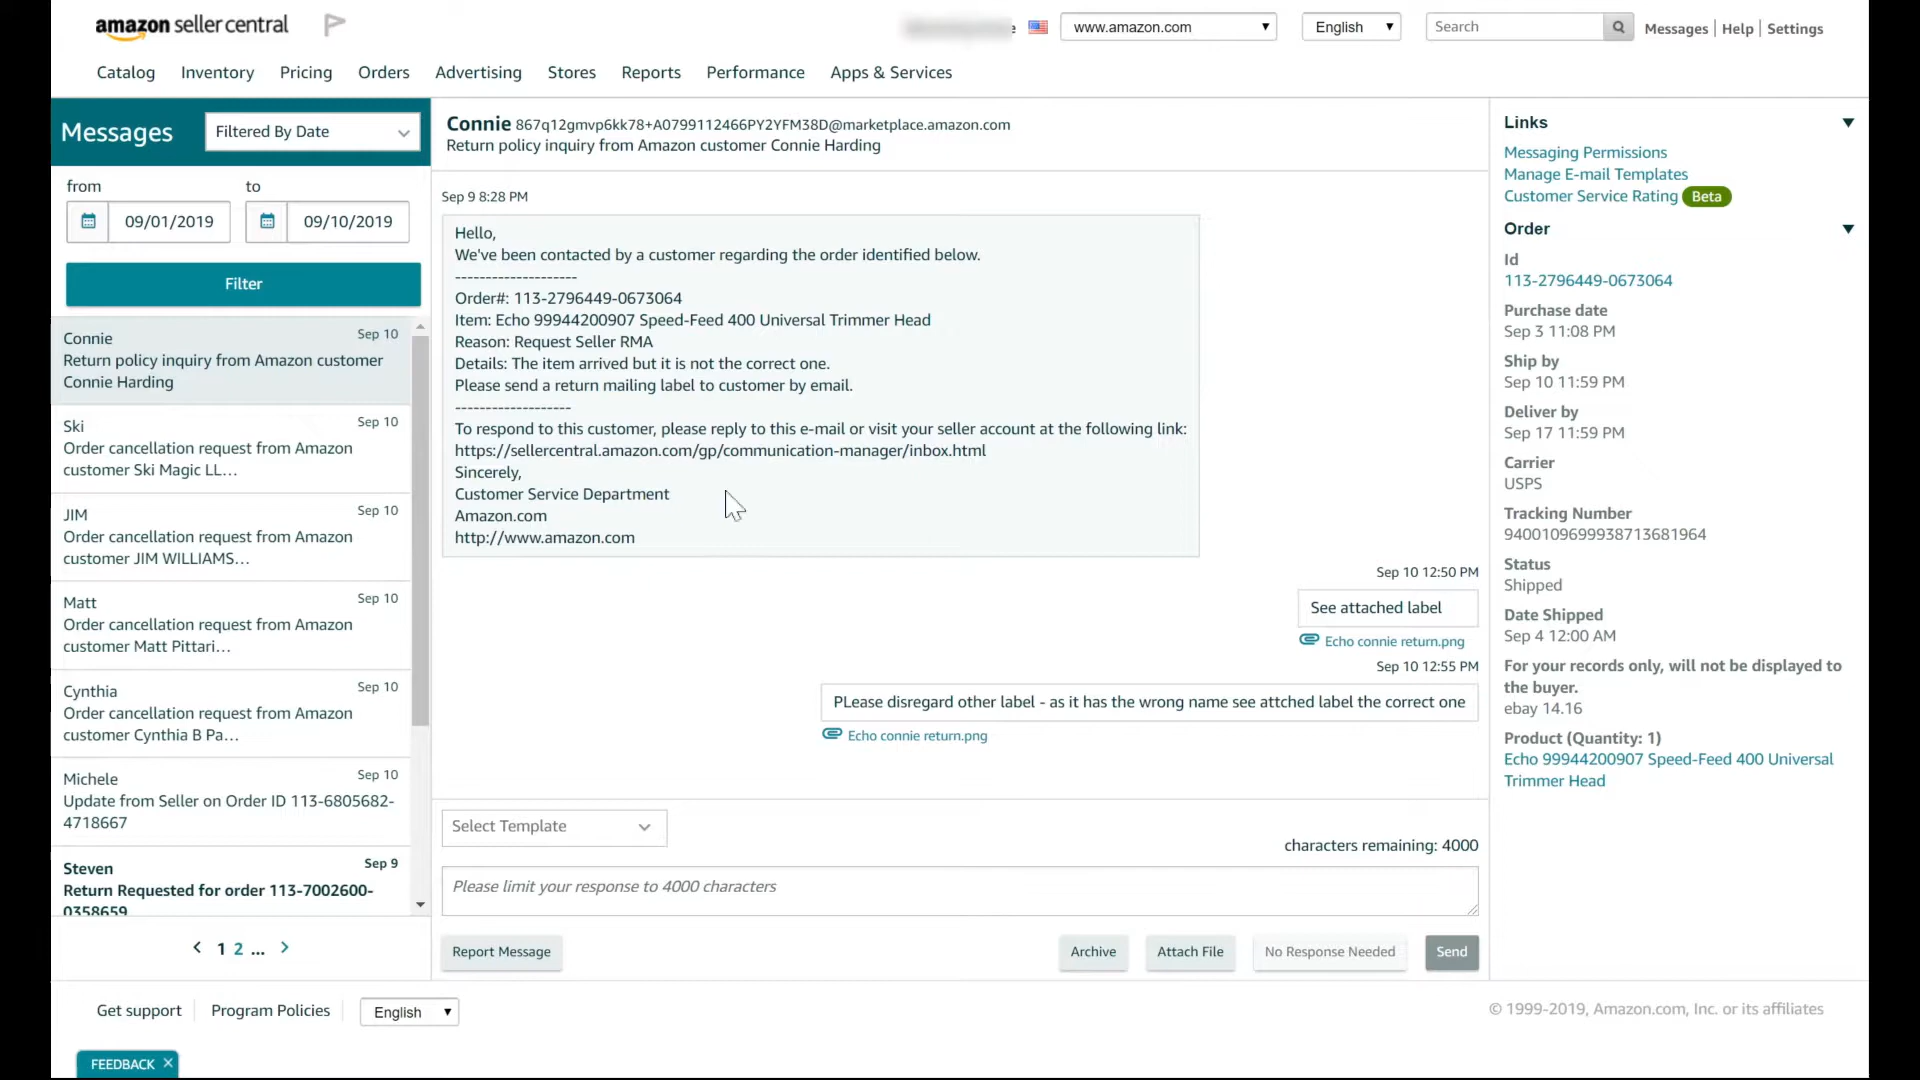 amazon seller central
www.amazon.com
English
Search
Messages | Help | Settings
Catalog Inventory Pricing Orders Advertising Stores Reports Performance Apps & Services
Messages
Filtered By Date
from
to
09/01/2019
09/10/2019
Filter
Connie
Sep 10
Return policy inquiry from Amazon customer
Connie Harding
Ski
Sep 10
Order cancellation request from Amazon
customer Ski Magic LL...
JIM
Sep 10
Order cancellation request from Amazon
customer JIM WILLIAMS...
Matt
Sep 10
Order cancellation request from Amazon
customer Matt Pittari...
Cynthia
Sep 10
Order cancellation request from Amazon
customer Cynthia B Pa...
Michele
Sep 10
Update from Seller on Order ID 113-6805682-
4718667
Steven
Sep 9
Return Requested for order 113-7002600-
0358659
1 2 ...
Connie 867q12gmvp6kk78+A0799112466PY2YFM38D@marketplace.amazon.com
Return policy inquiry from Amazon customer Connie Harding
Sep 9 8:28 PM
Hello,
We've been contacted by a customer regarding the order identified below.
--------------------
Order#: 113-2796449-0673064
Item: Echo 99944200907 Speed-Feed 400 Universal Trimmer Head
Reason: Request Seller RMA
Details: The item arrived but it is not the correct one.
Please send a return mailing label to customer by email.
-------------------
To respond to this customer, please reply to this e-mail or visit your seller account at the following link:
https://sellercentral.amazon.com/gp/communication-manager/inbox.html
Sincerely,
Customer Service Department
Amazon.com
http://www.amazon.com
Sep 10 12:50 PM
See attached label
Echo connie return.png
Sep 10 12:55 PM
PLease disregard other label - as it has the wrong name see attched label the correct one
Echo connie return.png
Select Template
characters remaining: 4000
Please limit your response to 4000 characters
Report Message
Archive
Attach File
No Response Needed
Send
Links
Messaging Permissions
Manage E-mail Templates
Customer Service Rating Beta
Order
Id
113-2796449-0673064
Purchase date
Sep 3 11:08 PM
Ship by
Sep 10 11:59 PM
Deliver by
Sep 17 11:59 PM
Carrier
USPS
Tracking Number
9400109699938713681964
Status
Shipped
Date Shipped
Sep 4 12:00 AM
For your records only, will not be displayed to
the buyer.
ebay 14.16
Product (Quantity: 1)
Echo 99944200907 Speed-Feed 400 Universal
Trimmer Head
Get support
Program Policies
English
© 1999-2019, Amazon.com, Inc. or its affiliates
FEEDBACK